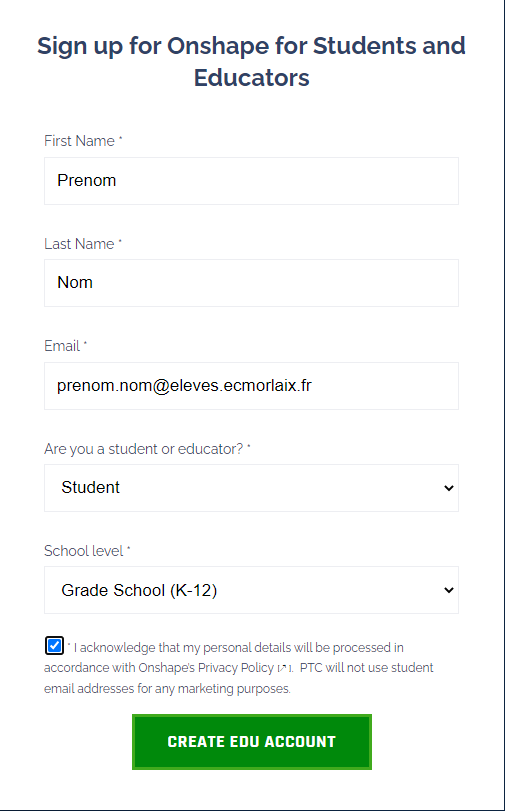 Sign up for Onshape for Students and
Educators
First Name *
Prenom
Last Name *
Nom
Email *
prenom.nom@eleves.ecmorlaix.fr
Are you a student or educator? *
Student
School level *
Grade School (K-12)
* I acknowledge that my personal details will be processed in
accordance with Onshape's Privacy Policy [↗]. PTC will not use student
email addresses for any marketing purposes.
CREATE EDU ACCOUNT